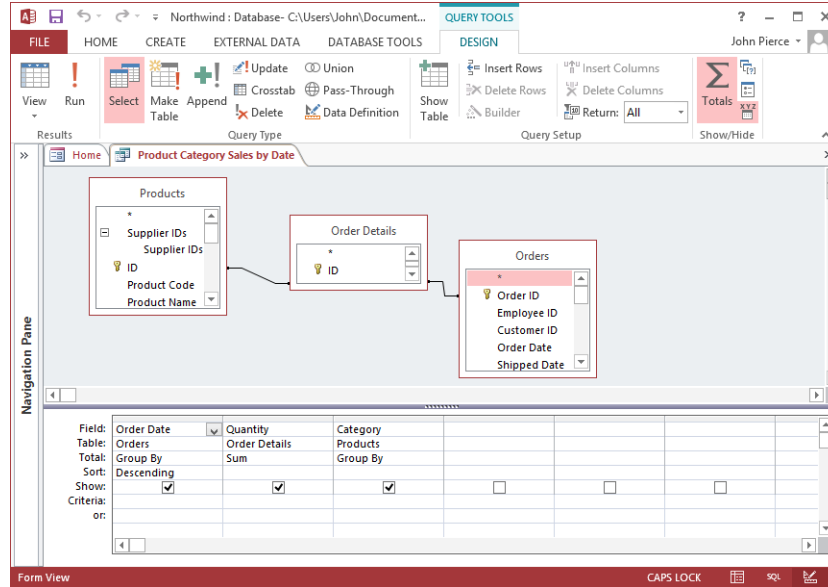 Northwind : Database- C:\Users\John\Document... QUERY TOOLS ?
FILE HOME CREATE EXTERNAL DATA DATABASE TOOLS DESIGN John Pierce
View Run Select Make Table Append Update Crosstab Delete Union Pass-Through Data Definition Show Table Insert Rows Delete Rows Builder Insert Columns Delete Columns Return: All Totals
Results Query Type Query Setup Show/Hide
Home Product Category Sales by Date
Navigation Pane
Products
*
Supplier IDs
Supplier IDs
ID
Product Code
Product Name
Order Details
*
ID
Orders
*
Order ID
Employee ID
Customer ID
Order Date
Shipped Date
Field: Order Date Quantity Category
Table: Orders Order Details Products
Total: Group By Sum Group By
Sort: Descending
Show:
Criteria:
or:
Form View CAPS LOCK SQL